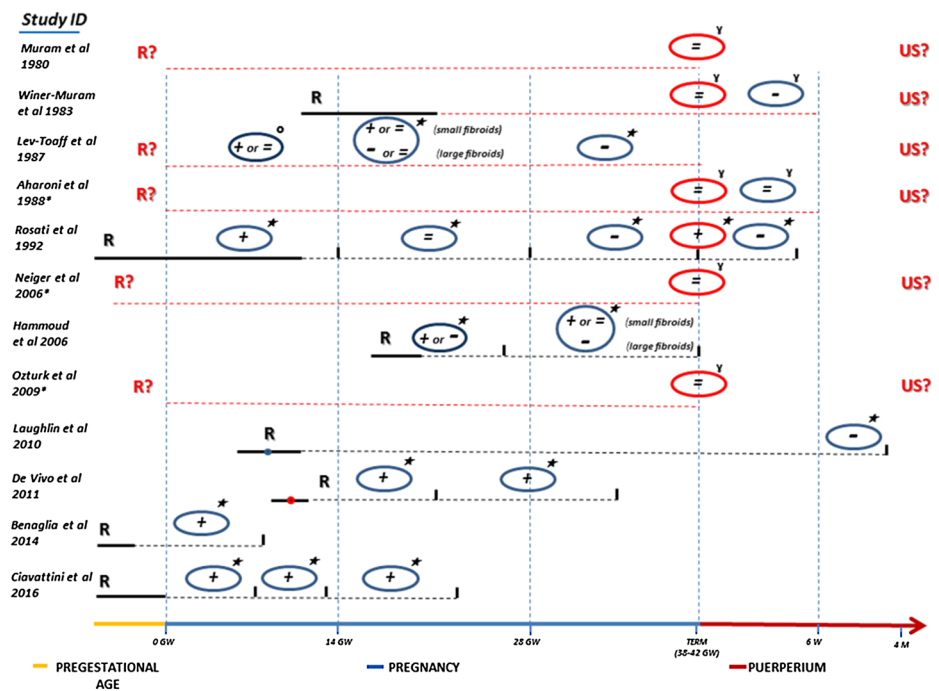 Study ID
Muram et al
1980
R?
=
Y
US?
Winer-Muram
et al 1983
R
=
Y
-
Y
Lev-Toaff et al
1987
R?
+ or =
o
+ or = * (small fibroids)
- or = (large fibroids)
-
*
US?
Aharoni et al
1988#
R?
=
Y
=
Y
US?
Rosati et al
1992
R
+
*
=
*
-
*
+
*
-
*
Neiger et al
2006#
R?
=
Y
US?
Hammoud
et al 2006
R
+ or -
*
+ or = * (small fibroids)
- (large fibroids)
Ozturk et al
2009#
R?
=
Y
US?
Laughlin et al
2010
R
-
*
De Vivo et al
2011
R
+
*
+
*
Benaglia et al
2014
R
+
*
Ciavattini et al
2016
R
+
*
+
*
+
*
0 GW
14 GW
28 GW
TERM
(38-42 GW)
6 W
4 M
PREGESTATIONAL
AGE
PREGNANCY
PUERPERIUM